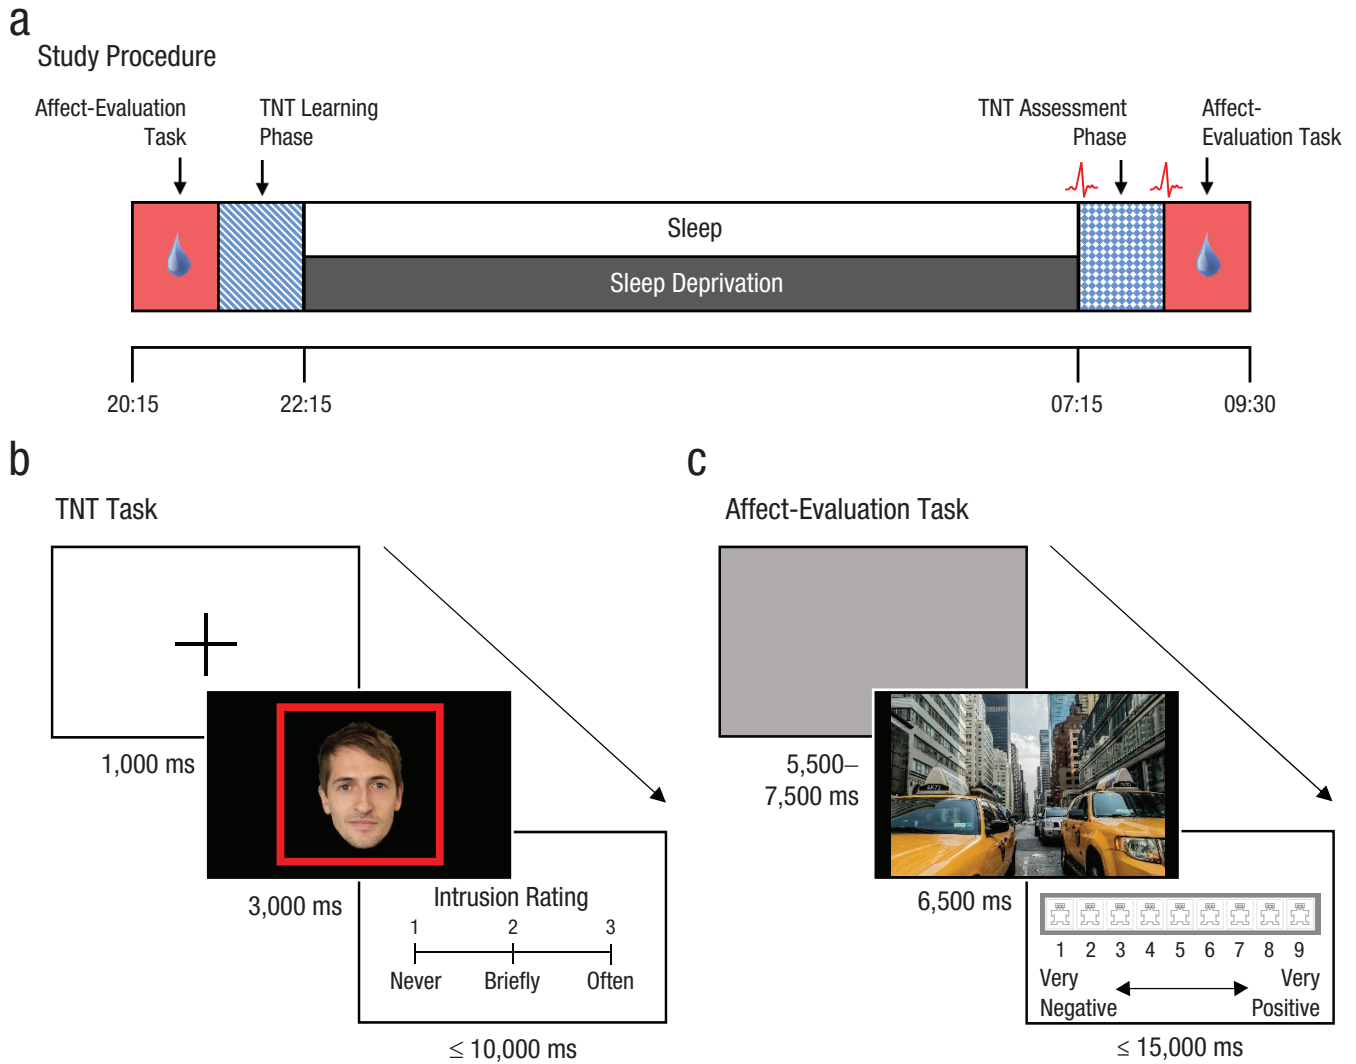 a
Study Procedure
Affect-Evaluation
Task
TNT Learning
Phase
TNT Assessment
Phase
Affect-
Evaluation Task
Sleep
Sleep Deprivation
20:15
22:15
07:15
09:30
b
TNT Task
1,000 ms
3,000 ms
Intrusion Rating
1 2 3
Never Briefly Often
≤ 10,000 ms
c
Affect-Evaluation Task
5,500–
7,500 ms
6,500 ms
1 2 3 4 5 6 7 8 9
Very Very
Negative Positive
≤ 15,000 ms